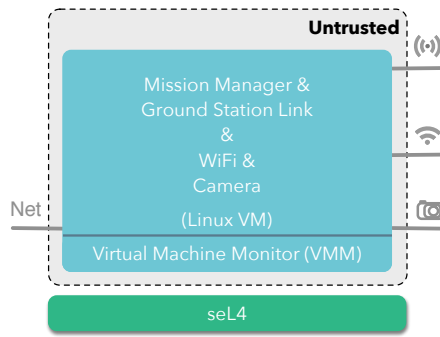 Untrusted
Mission Manager &
Ground Station Link
&
WiFi &
Camera
(Linux VM)
Net
Virtual Machine Monitor (VMM)
seL4